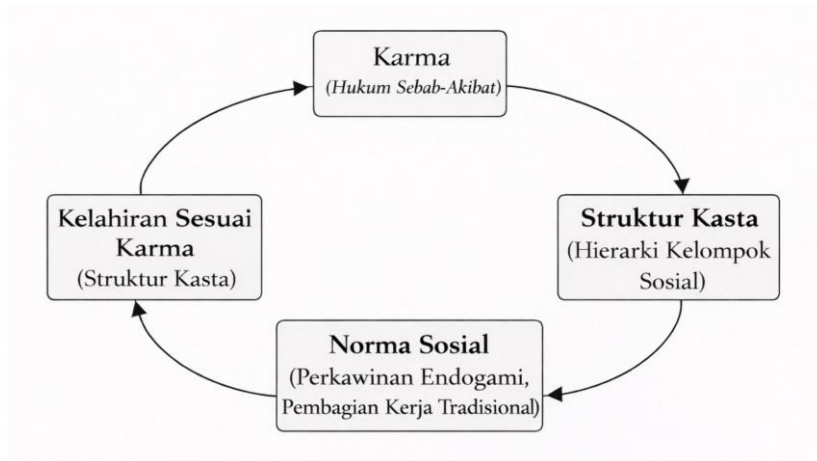 Karma
(Hukum Sebab-Akibat)
Struktur Kasta
(Hierarki Kelompok
Sosial)
Norma Sosial
(Perkawinan Endogami,
Pembagian Kerja Tradisional)
Kelahiran Sesuai
Karma
(Struktur Kasta)